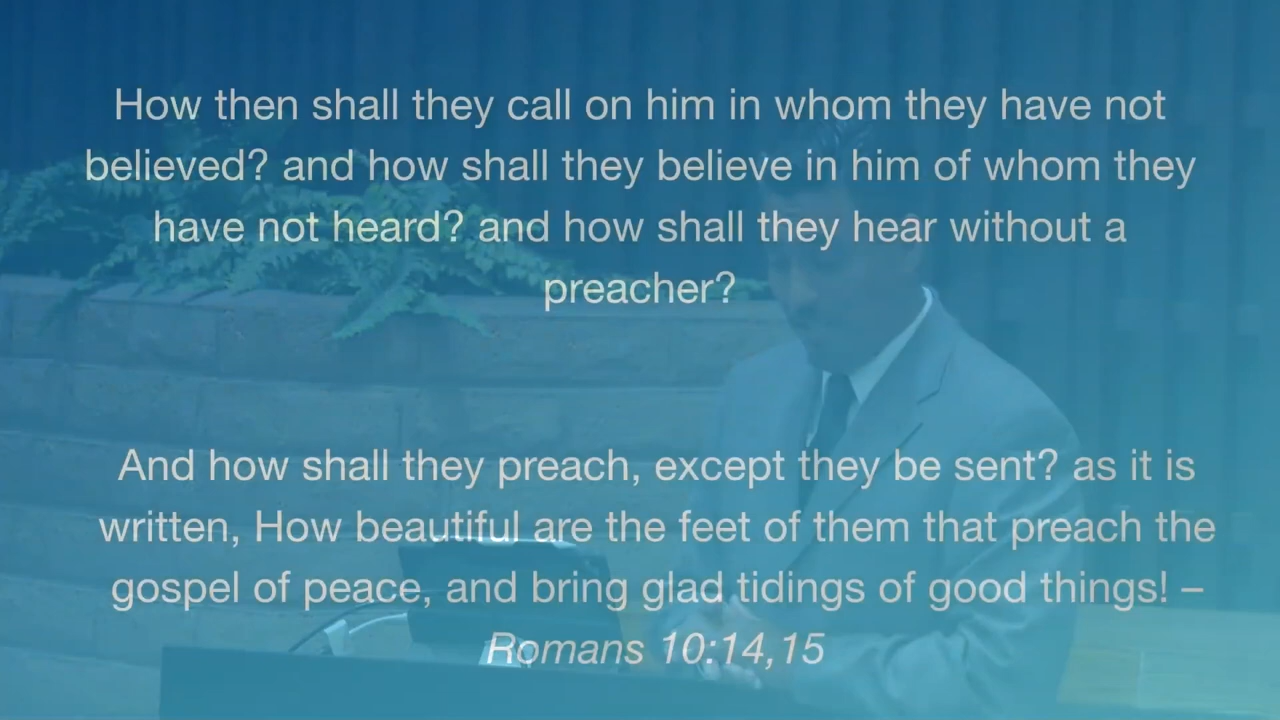 How then shall they call on him in whom they have not
believed? and how shall they believe in him of whom they
have not heard? and how shall they hear without a
preacher?
And how shall they preach, except they be sent? as it is
written, How beautiful are the feet of them that preach the
gospel of peace, and bring glad tidings of good things! –
Romans 10:14,15